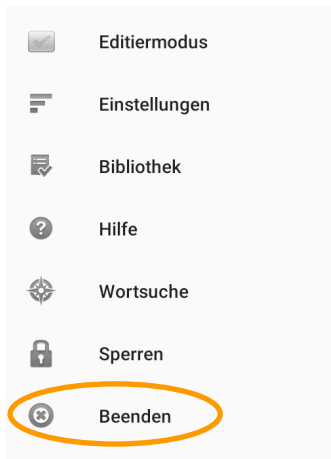 Editiermodus
Einstellungen
Bibliothek
Hilfe
Wortsuche
Sperren
Beenden